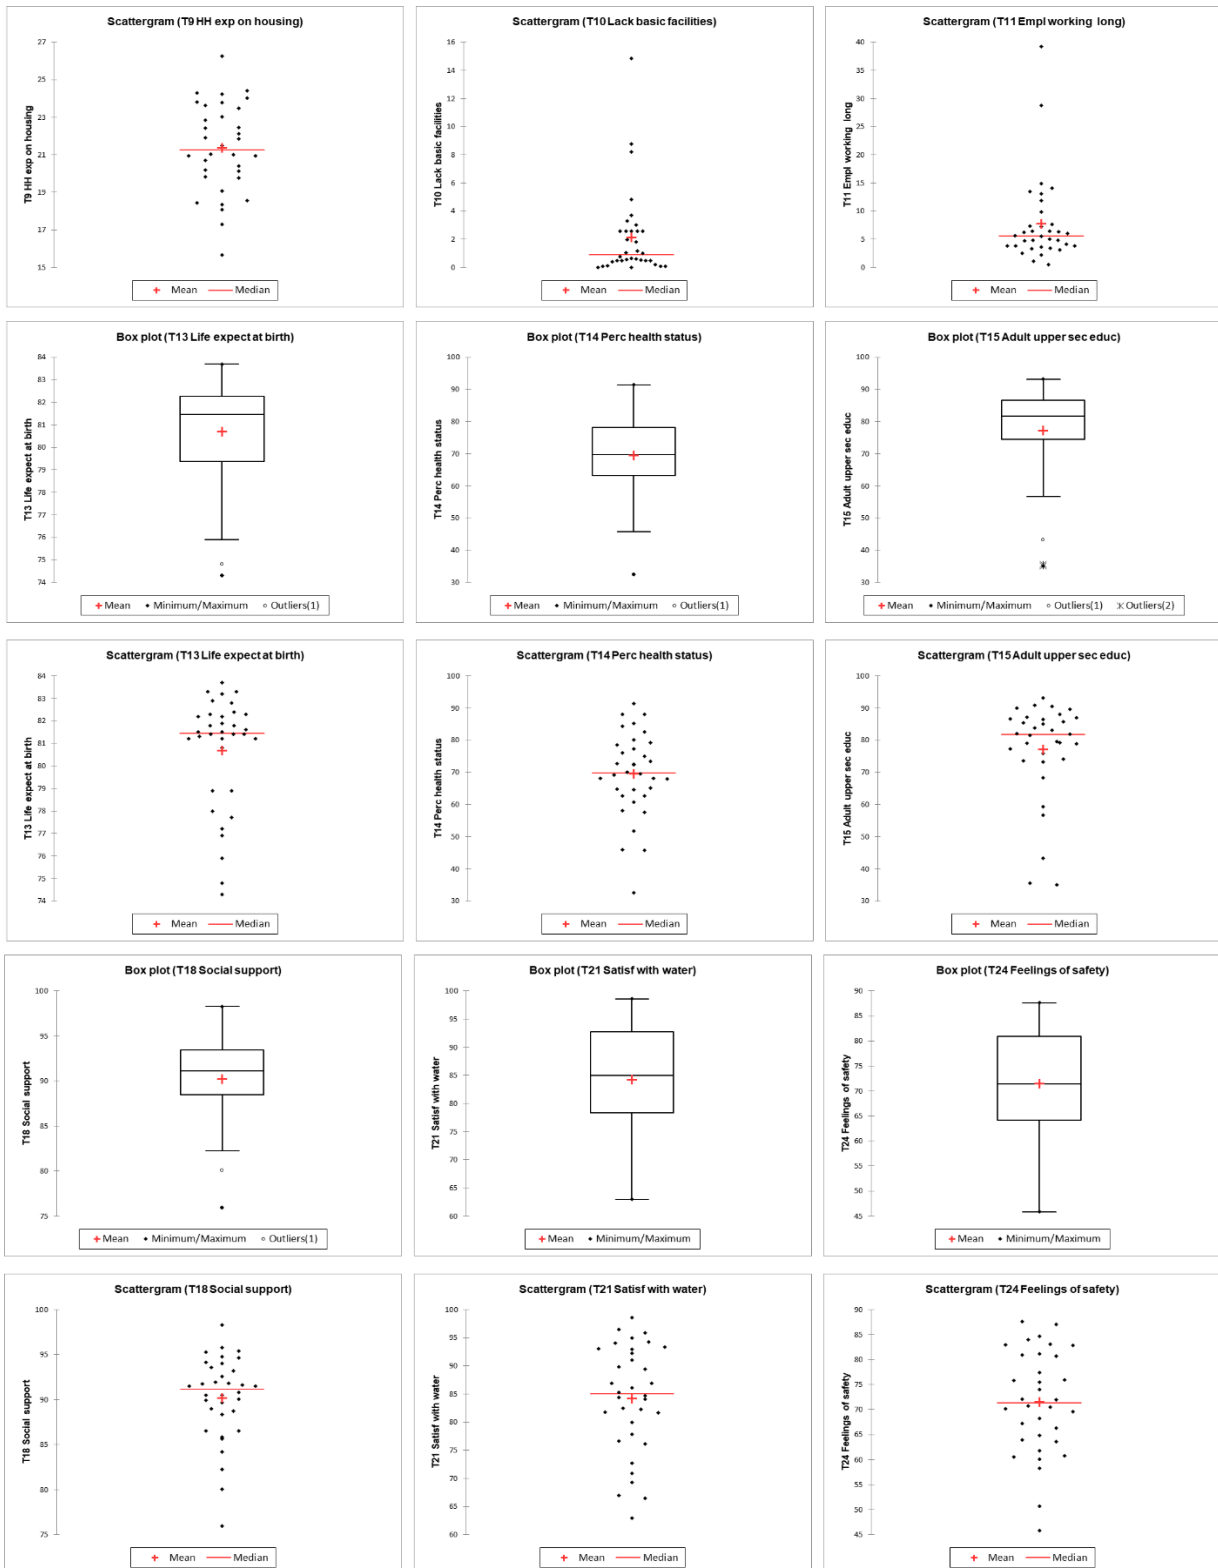 Scattergram (T9 HH exp on housing)
27
25
23
21
19
17
15
T9 HH exp on housing
+ Mean — Median
Scattergram (T10 Lack basic facilities)
16
14
12
10
8
6
4
2
0
T10 Lack basic facilities
+ Mean — Median
Scattergram (T11 Empl working long)
40
35
30
25
20
15
10
5
0
T11 Empl working long
+ Mean — Median
Box plot (T13 Life expect at birth)
84
83
82
81
80
79
78
77
76
75
74
T13 Life expect at birth
+ Mean • Minimum/Maximum ○ Outliers(1)
Box plot (T14 Perc health status)
100
90
80
70
60
50
40
30
T14 Perc health status
+ Mean • Minimum/Maximum ○ Outliers(1)
Box plot (T15 Adult upper sec educ)
100
90
80
70
60
50
40
30
T15 Adult upper sec educ
+ Mean • Minimum/Maximum ○ Outliers(1) Outliers(2)
Scattergram (T13 Life expect at birth)
84
83
82
81
80
79
78
77
76
75
74
T13 Life expect at birth
+ Mean — Median
Scattergram (T14 Perc health status)
100
90
80
70
60
50
40
30
T14 Perc health status
+ Mean — Median
Scattergram (T15 Adult upper sec educ)
100
90
80
70
60
50
40
30
T15 Adult upper sec educ
+ Mean — Median
Box plot (T18 Social support)
100
95
90
85
80
75
T18 Social support
+ Mean • Minimum/Maximum ○ Outliers(1)
Box plot (T21 Satisf with water)
100
95
90
85
80
75
70
65
60
T21 Satisf with water
+ Mean • Minimum/Maximum
Box plot (T24 Feelings of safety)
90
85
80
75
70
65
60
55
50
45
T24 Feelings of safety
+ Mean • Minimum/Maximum
Scattergram (T18 Social support)
100
95
90
85
80
75
T18 Social support
+ Mean — Median
Scattergram (T21 Satisf with water)
100
95
90
85
80
75
70
65
60
T21 Satisf with water
+ Mean — Median
Scattergram (T24 Feelings of safety)
90
85
80
75
70
65
60
55
50
45
T24 Feelings of safety
+ Mean — Median